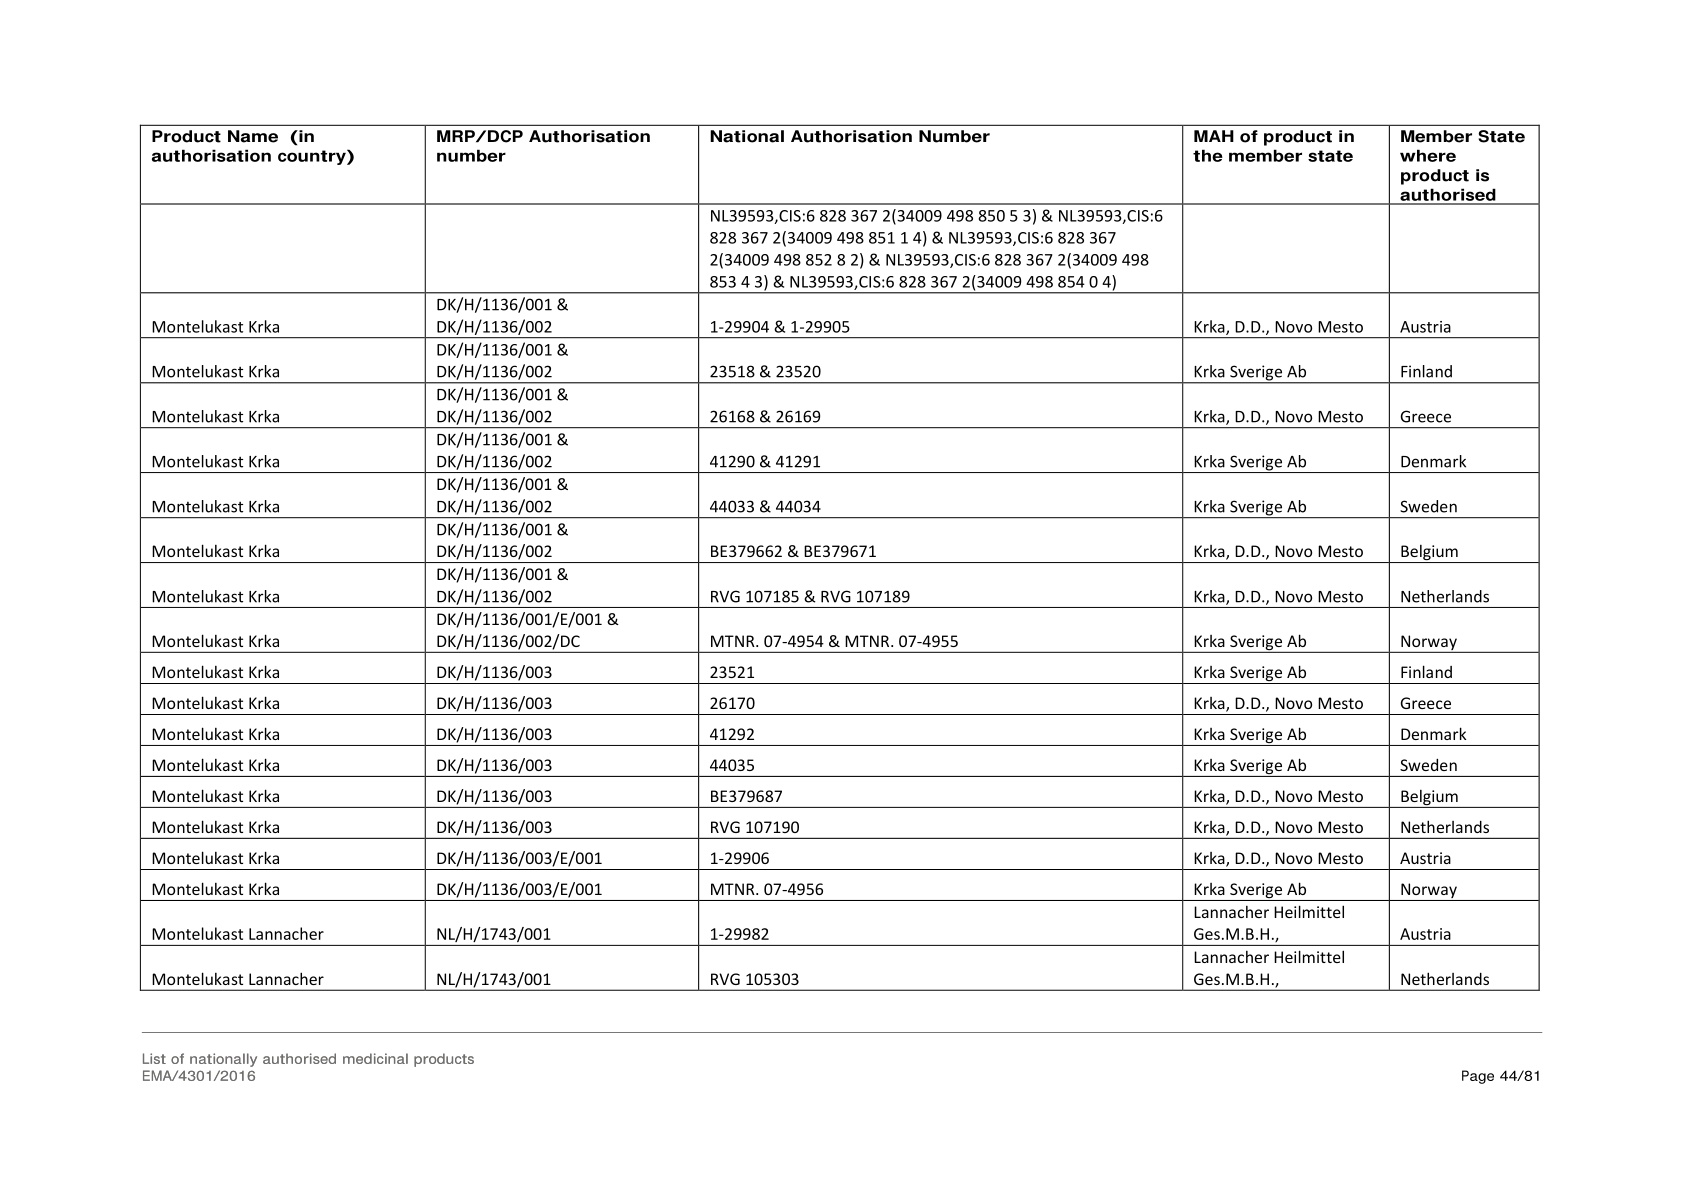 Product Name (in authorisation country) MRP/DCP Authorisation number National Authorisation Number MAH of product in the member state Member State where product is authorised
NL39593,CIS:6 828 367 2(34009 498 850 5 3) & NL39593,CIS:6
828 367 2(34009 498 851 1 4) & NL39593,CIS:6 828 367
2(34009 498 852 8 2) & NL39593,CIS:6 828 367 2(34009 498
853 4 3) & NL39593,CIS:6 828 367 2(34009 498 854 0 4)
Montelukast Krka DK/H/1136/001 & DK/H/1136/002 1-29904 & 1-29905 Krka, D.D., Novo Mesto Austria
Montelukast Krka DK/H/1136/001 & DK/H/1136/002 23518 & 23520 Krka Sverige Ab Finland
Montelukast Krka DK/H/1136/001 & DK/H/1136/002 26168 & 26169 Krka, D.D., Novo Mesto Greece
Montelukast Krka DK/H/1136/001 & DK/H/1136/002 41290 & 41291 Krka Sverige Ab Denmark
Montelukast Krka DK/H/1136/001 & DK/H/1136/002 44033 & 44034 Krka Sverige Ab Sweden
Montelukast Krka DK/H/1136/001 & DK/H/1136/002 BE379662 & BE379671 Krka, D.D., Novo Mesto Belgium
Montelukast Krka DK/H/1136/001 & DK/H/1136/002 RVG 107185 & RVG 107189 Krka, D.D., Novo Mesto Netherlands
Montelukast Krka DK/H/1136/001/E/001 & DK/H/1136/002/DC MTNR. 07-4954 & MTNR. 07-4955 Krka Sverige Ab Norway
Montelukast Krka DK/H/1136/003 23521 Krka Sverige Ab Finland
Montelukast Krka DK/H/1136/003 26170 Krka, D.D., Novo Mesto Greece
Montelukast Krka DK/H/1136/003 41292 Krka Sverige Ab Denmark
Montelukast Krka DK/H/1136/003 44035 Krka Sverige Ab Sweden
Montelukast Krka DK/H/1136/003 BE379687 Krka, D.D., Novo Mesto Belgium
Montelukast Krka DK/H/1136/003 RVG 107190 Krka, D.D., Novo Mesto Netherlands
Montelukast Krka DK/H/1136/003/E/001 1-29906 Krka, D.D., Novo Mesto Austria
Montelukast Krka DK/H/1136/003/E/001 MTNR. 07-4956 Krka Sverige Ab Norway
Montelukast Lannacher NL/H/1743/001 1-29982 Lannacher Heilmittel Ges.M.B.H., Austria
Montelukast Lannacher NL/H/1743/001 RVG 105303 Lannacher Heilmittel Ges.M.B.H., Netherlands
List of nationally authorised medicinal products
EMA/4301/2016 Page 44/81